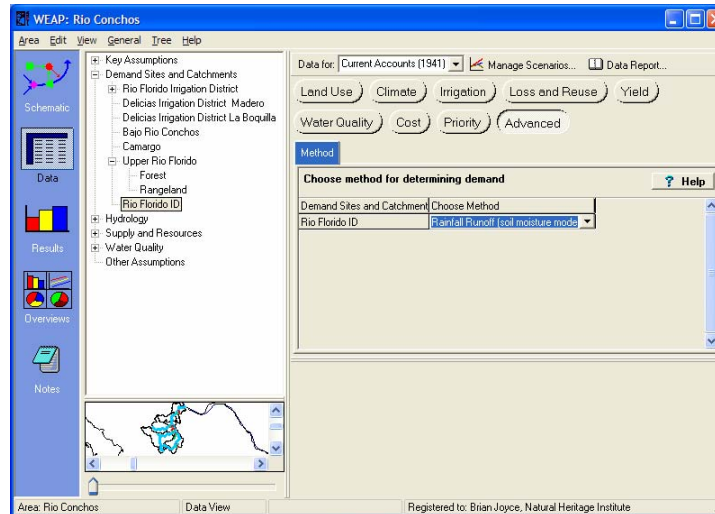 WEAP: Rio Conchos
Area Edit View General Tree Help
Schematic
Data
Results
Overviews
Notes
Key Assumptions
Demand Sites and Catchments
Rio Florido Irrigation District
Delicias Irrigation District Madero
Delicias Irrigation District La Boquilla
Bajo Rio Conchos
Camargo
Upper Rio Florido
Forest
Rangeland
Rio Florido ID
Hydrology
Supply and Resources
Water Quality
Other Assumptions
Data for: Current Accounts (1941) Manage Scenarios... Data Report...
Land Use Climate Irrigation Loss and Reuse Yield
Water Quality Cost Priority Advanced
Method
Choose method for determining demand ? Help
Demand Sites and Catchment Choose Method
Rio Florido ID Rainfall Runoff (soil moisture mode
Area: Rio Conchos Data View Registered to: Brian Joyce, Natural Heritage Institute